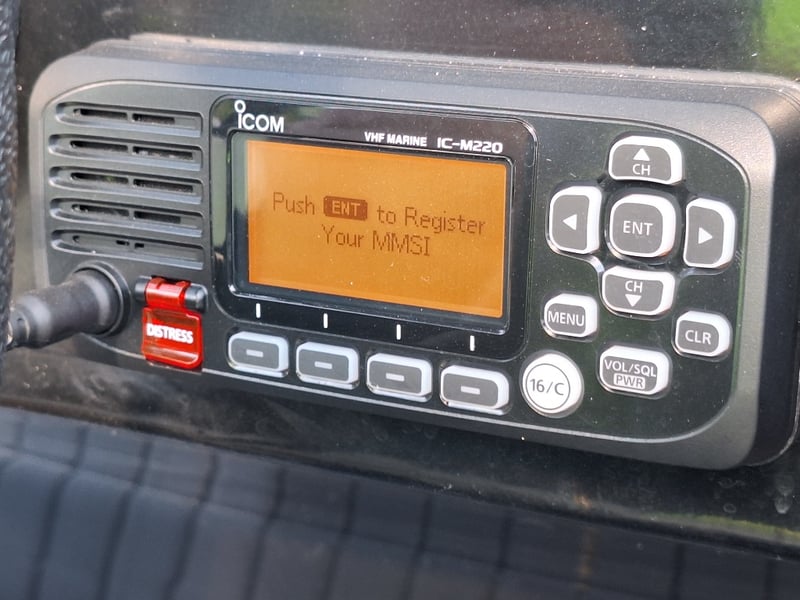 ICOM
VHF MARINE IC-M220
Push ENT to Register
Your MMSI
DISTRESS
CH
ENT
CH
MENU
CLR
VOL/SQL
PWR
16/C